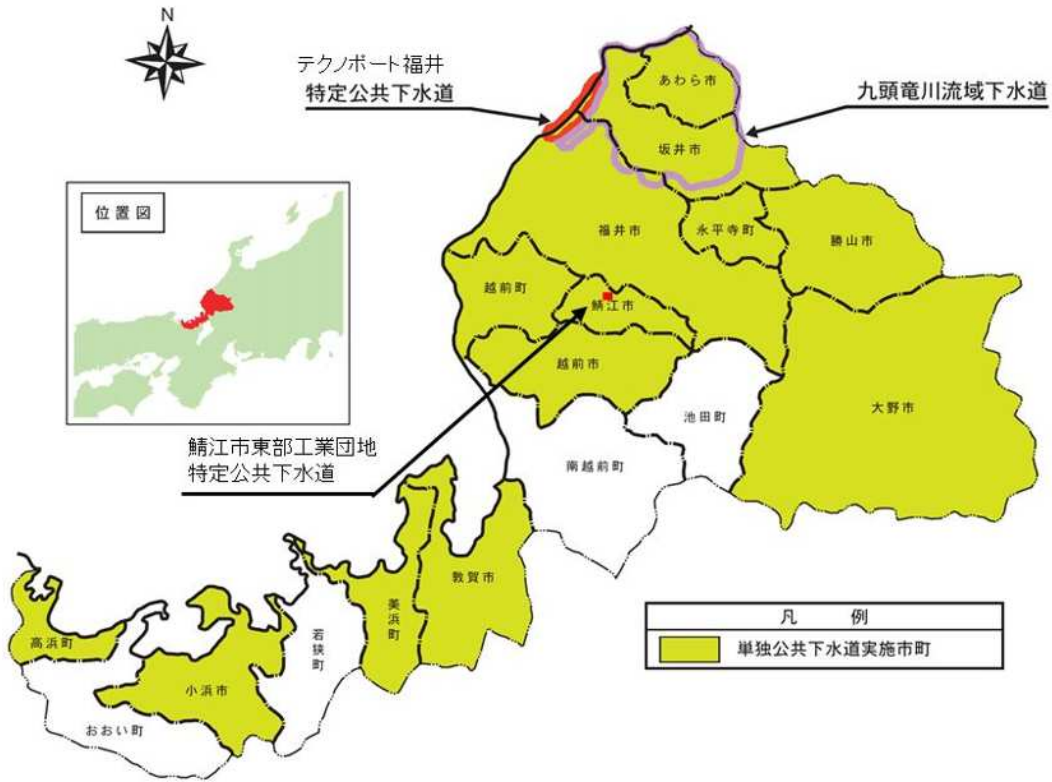 N
テクノポート福井
特定公共下水道
九頭竜川流域下水道
あわら市
坂井市
位置図
福井市
永平寺町
勝山市
越前町
鯖江市
越前市
大野市
池田町
鯖江市東部工業団地
特定公共下水道
南越前町
敦賀市
美浜町
若狭町
高浜町
小浜市
おおい町
凡 例
単独公共下水道実施市町